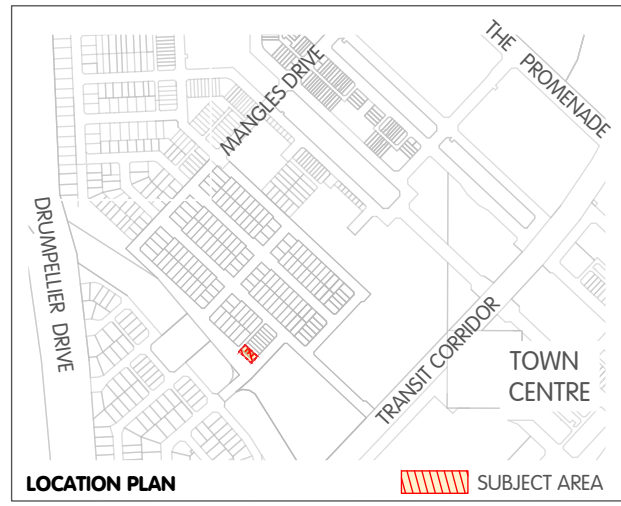 THE PROMENADE
MANGLES DRIVE
DRUMPELLIER DRIVE
TRANSIT CORRIDOR
TOWN
CENTRE
LOCATION PLAN
SUBJECT AREA